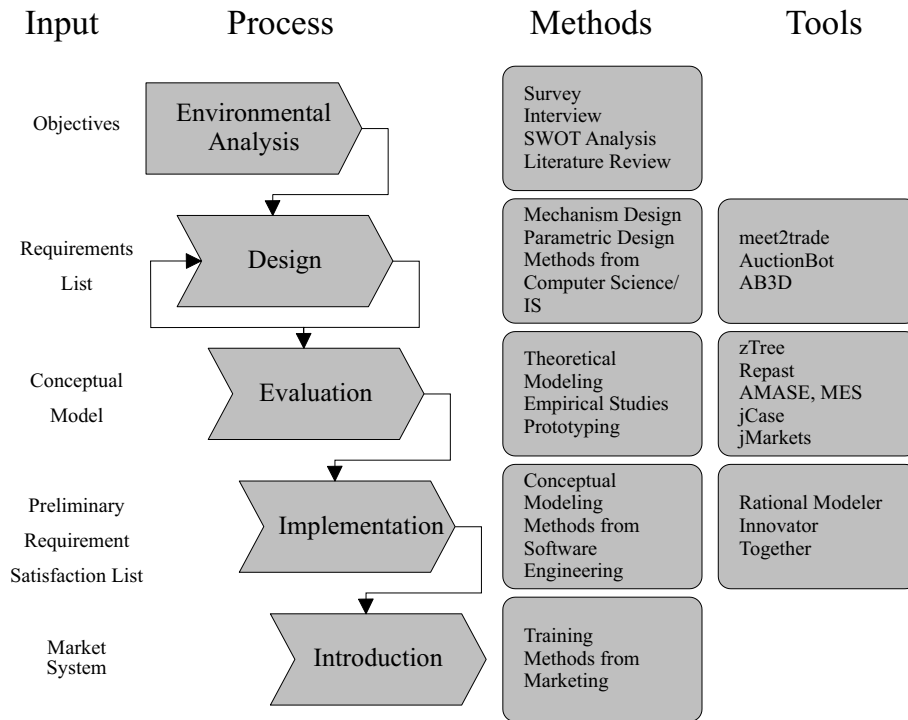 Input
Process
Methods
Tools
Objectives
Environmental
Analysis
Survey
Interview
SWOT Analysis
Literature Review
Requirements
List
Design
Mechanism Design
Parametric Design
Methods from
Computer Science/
IS
meet2trade
AuctionBot
AB3D
Conceptual
Model
Evaluation
Theoretical
Modeling
Empirical Studies
Prototyping
zTree
Repast
AMASE, MES
jCase
jMarkets
Preliminary
Requirement
Satisfaction List
Implementation
Conceptual
Modeling
Methods from
Software
Engineering
Rational Modeler
Innovator
Together
Market
System
Introduction
Training
Methods from
Marketing